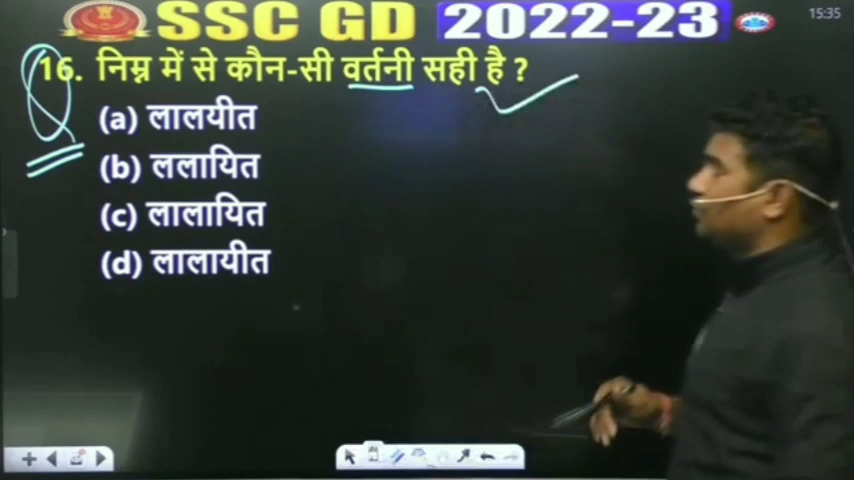 SSC GD 2022-23
15:35
16. निम्न में से कौन-सी वर्तनी सही है ?
(a) लालयीत
(b) ललायित
(c) लालायित
(d) लालायीत